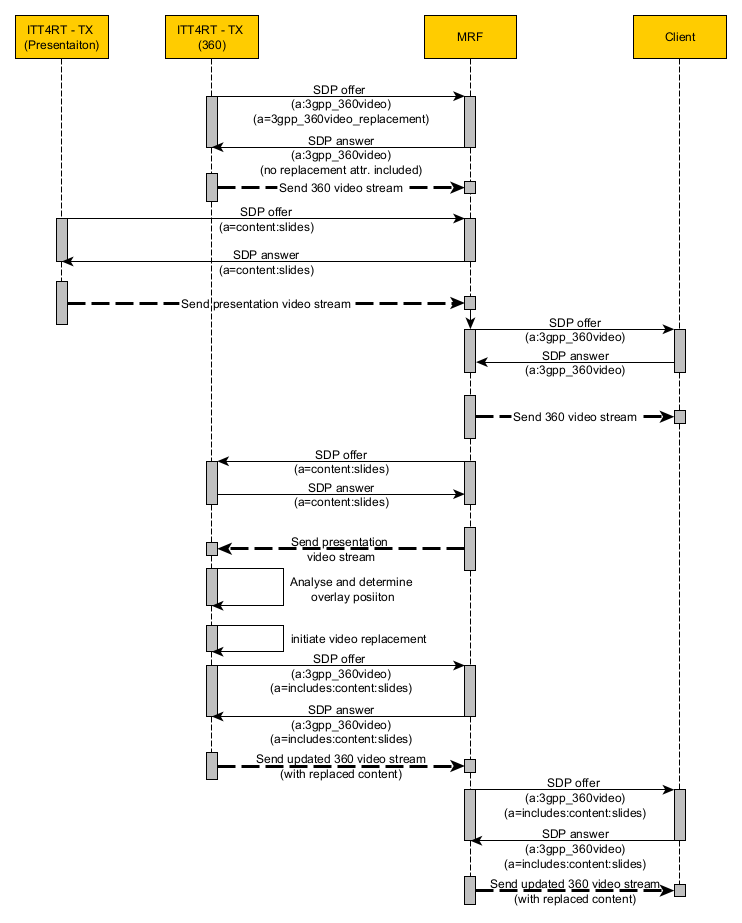 ITT4RT - TX
(Presentaiton)
ITT4RT - TX
(360)
MRF
Client
SDP offer
(a:3gpp_360video)
(a=3gpp_360video_replacement)
SDP answer
(a:3gpp_360video)
(no replacement attr. included)
Send 360 video stream
SDP offer
(a=content:slides)
SDP answer
(a=content:slides)
Send presentation video stream
SDP offer
(a:3gpp_360video)
SDP answer
(a:3gpp_360video)
Send 360 video stream
SDP offer
(a=content:slides)
SDP answer
(a=content:slides)
Send presentation
video stream
Analyse and determine
overlay posiiton
initiate video replacement
SDP offer
(a:3gpp_360video)
(a=includes:content:slides)
SDP answer
(a:3gpp_360video)
(a=includes:content:slides)
Send updated 360 video stream
(with replaced content)
SDP offer
(a:3gpp_360video)
(a=includes:content:slides)
SDP answer
(a:3gpp_360video)
(a=includes:content:slides)
Send updated 360 video stream
(with replaced content)